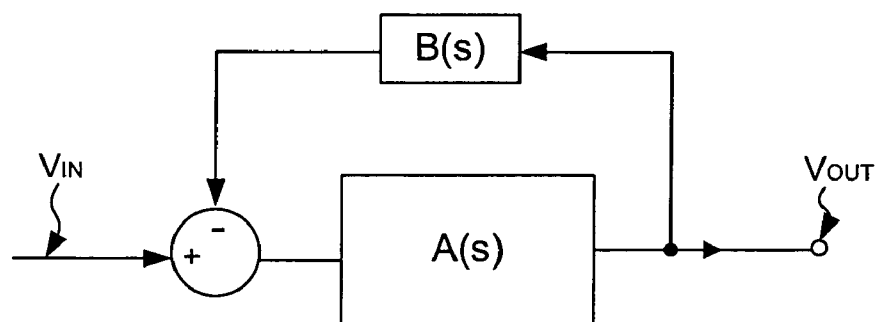 B(s)
VIN
VOUT
-
+
A(s)